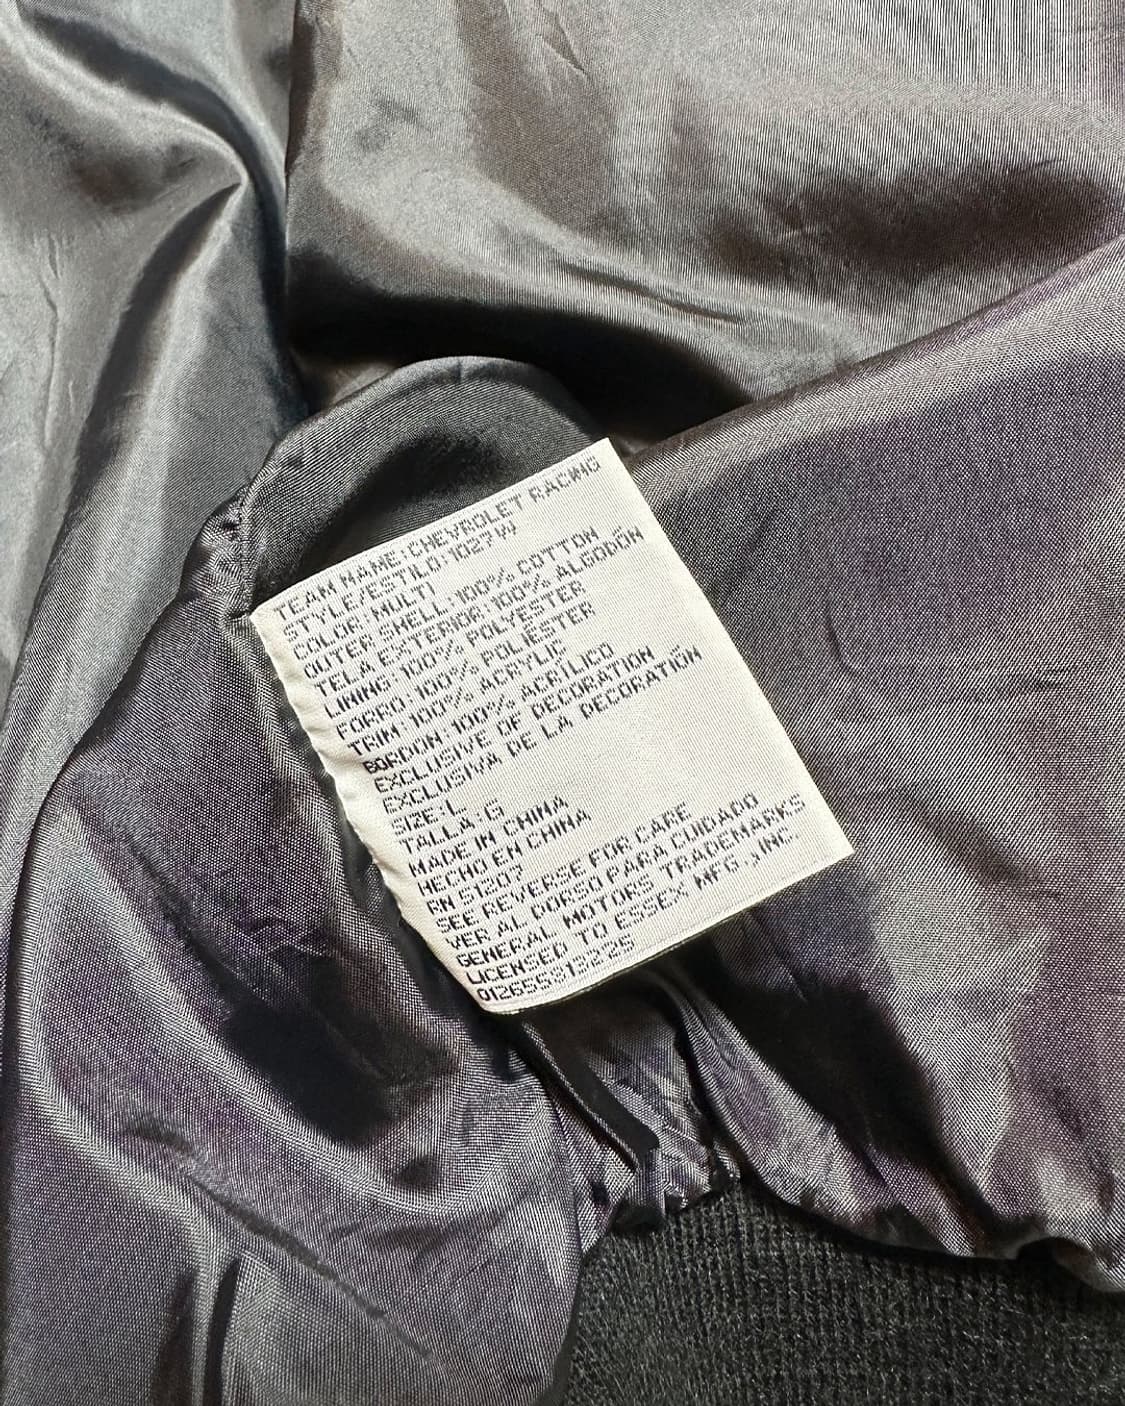 TEAM NAME:CHEVROLET RACING
STYLE/ESTILO:1027W
COLOR: MULTI
OUTER SHELL:100% COTTON
TELA EXTERIOR:100% ALGODÓN
LINING:100% POLYESTER
FORRO:100% POLIÉSTER
TRIM:100% ACRYLIC
BORDON:100% ACRÍLICO
EXCLUSIVE OF DECORATION
EXCLUSIVA DE LA DECORATIÓN
SIZE:L
TALLA:G
MADE IN CHINA
HECHO EN CHINA
RN 51207
SEE REVERSE FOR CARE
VER AL DORSO PARA CUIDADO
GENERAL MOTORS TRADEMARKS
LICENSED TO ESSEX MFG.,INC.